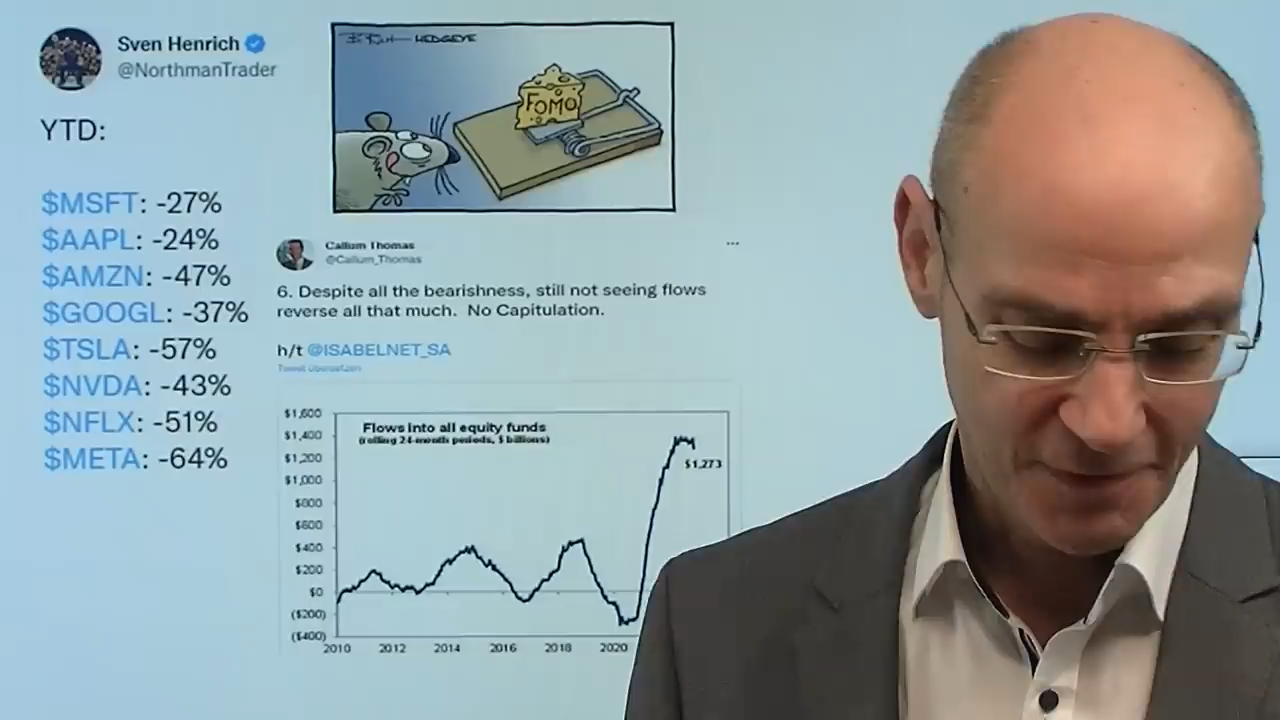 Sven Henrich
@NorthmanTrader
YTD:
$MSFT: -27%
$AAPL: -24%
$AMZN: -47%
$GOOGL: -37%
$TSLA: -57%
$NVDA: -43%
$NFLX: -51%
$META: -64%
HEDGEYE
FOMO
Callum Thomas
@Callum_Thomas
6. Despite all the bearishness, still not seeing flows
reverse all that much. No Capitulation.
h/t @ISABELNET_SA
Tweet übersetzen
Flows into all equity funds
(rolling 24-month periods, $ billions)
$1,600
$1,400
$1,200
$1,000
$800
$600
$400
$200
$0
($200)
($400)
$1,273
2010
2012
2014
2016
2018
2020